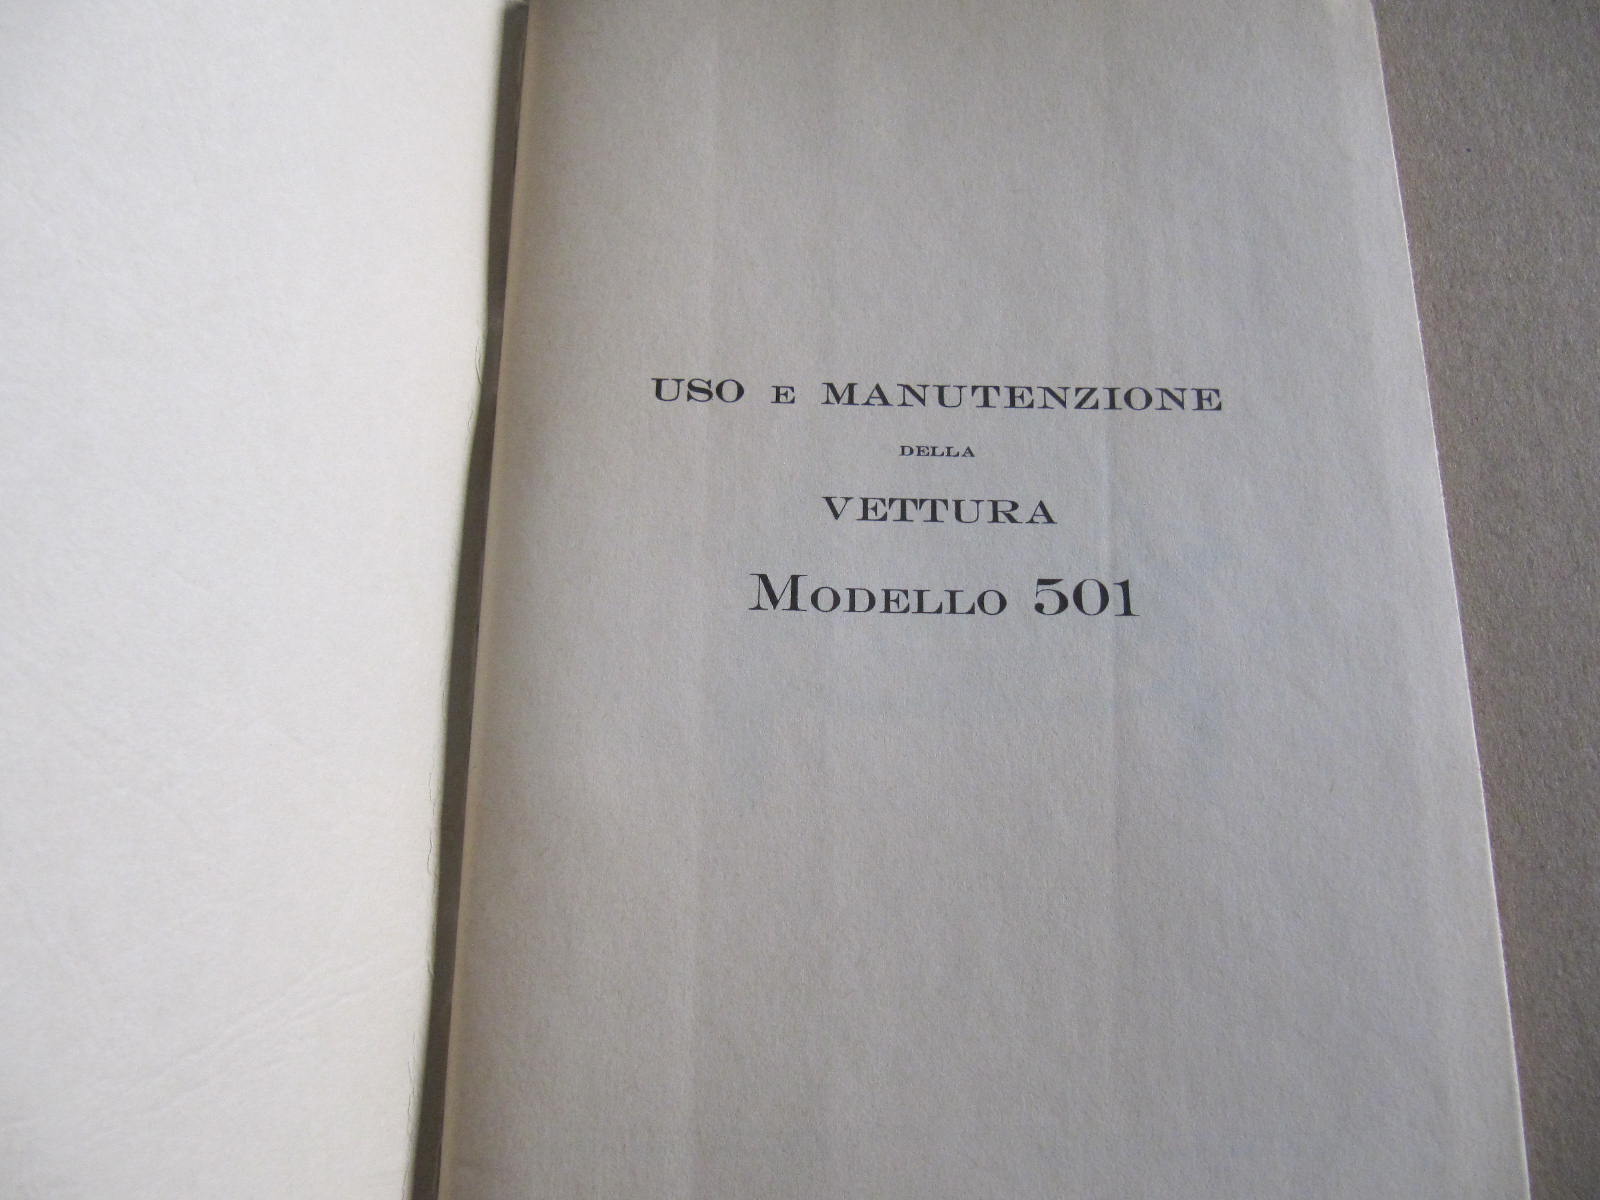 USO E MANUTENZIONE
DELLA
VETTURA
MODELLO 501